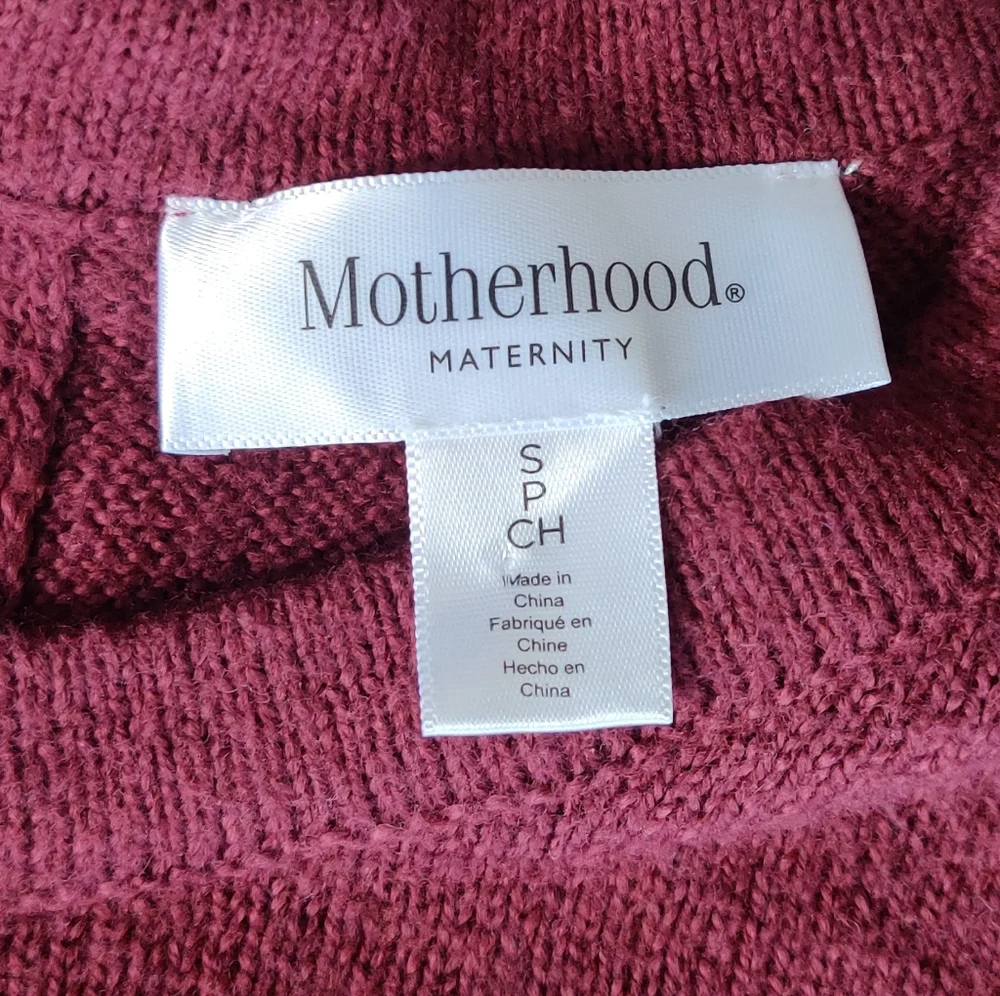 Motherhood®
MATERNITY
S
P
CH
Made in
China
Fabriqué en
Chine
Hecho en
China